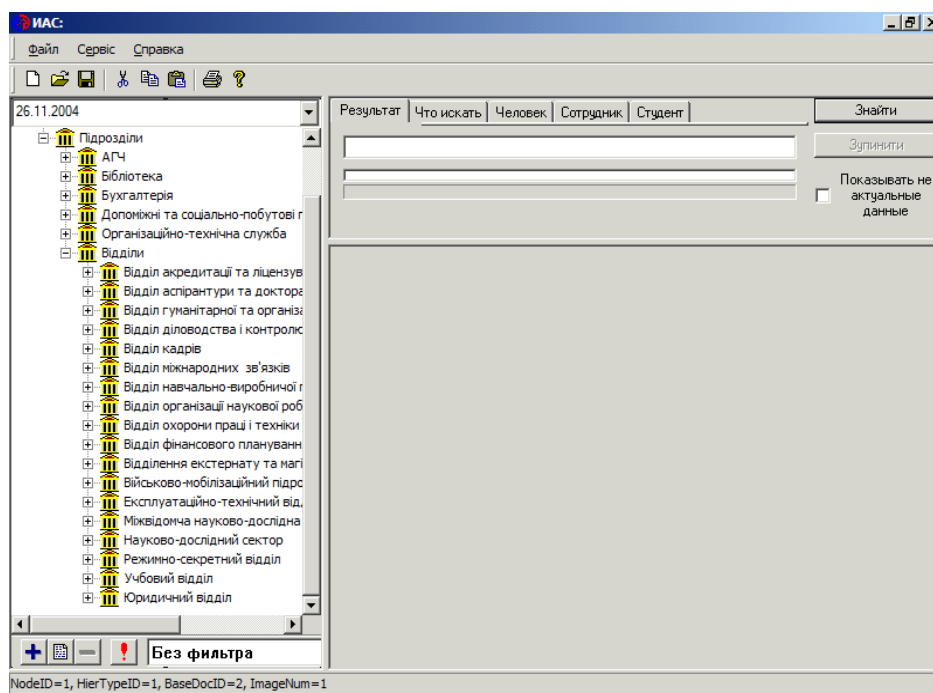 ИАС:
Файл Сервіс Справка
26.11.2004
Підрозділи
АГЧ
Бібліотека
Бухгалтерія
Допоміжні та соціально-побутові г
Організаційно-технічна служба
Відділи
Відділ акредитації та ліцензув
Відділ аспірантури та доктора
Відділ гуманітарної та організа
Відділ діловодства і контролю
Відділ кадрів
Відділ міжнародних зв'язків
Відділ навчально-виробничої г
Відділ організації наукової роб
Відділ охорони праці і техніки
Відділ фінансового плануванн
Відділення екстернату та магі
Військово-мобілізаційний підро
Експлуатаційно-технічний від
Міжвідомча науково-дослідна
Науково-дослідний сектор
Режимно-секретний відділ
Учбовий відділ
Юридичний відділ
Без фильтра
Результат Что искать Человек Сотрудник Студент
Знайти
Зупинити
Показывать не
актуальные
данные
NodeID=1, HierTypeID=1, BaseDocID=2, ImageNum=1